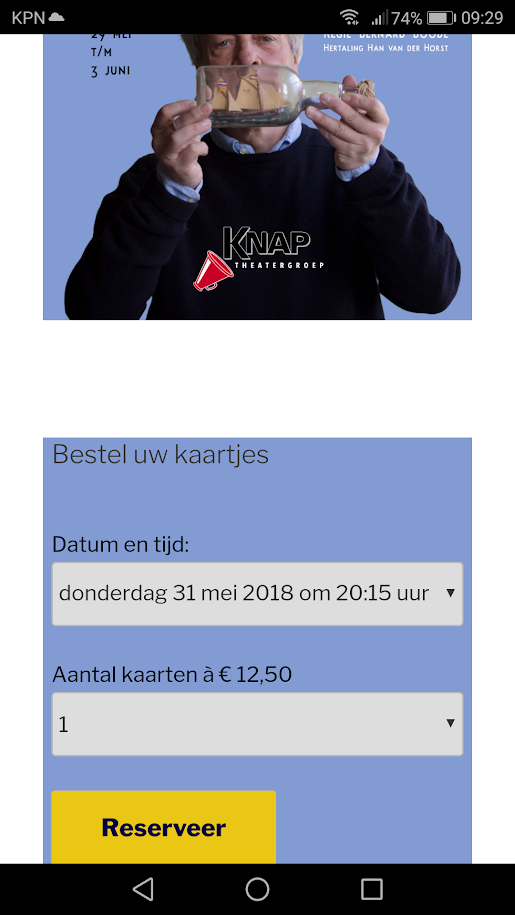 KPN
74%
09:29
29 MEI
T/M
3 JUNI
REGIE BERNARD
HERTALING HAN VAN DER HORST
KNAP
THEATERGROEP
Bestel uw kaartjes
Datum en tijd:
donderdag 31 mei 2018 om 20:15 uur
Aantal kaarten à € 12,50
1
Reserveer